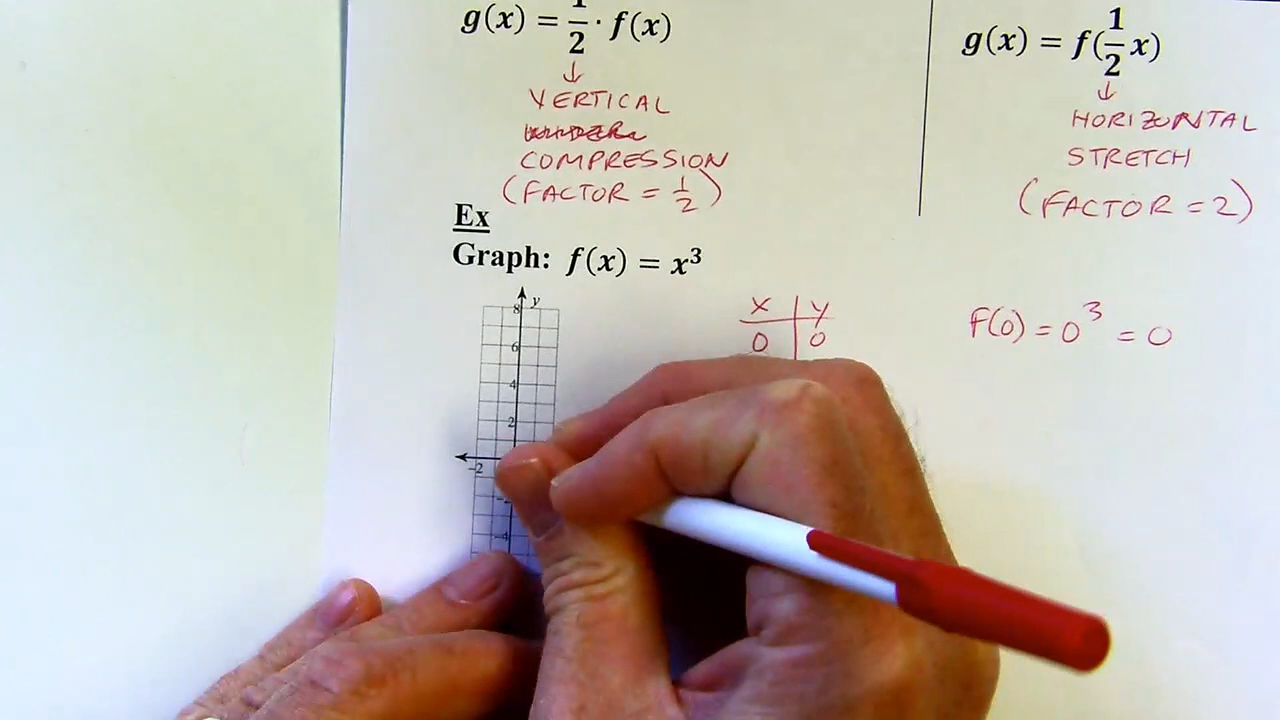 g(x) = 1/2 · f(x)
↓
VERTICAL
COMPRESSION
(FACTOR = 1/2)
g(x) = f(1/2 x)
↓
HORIZONTAL
STRETCH
(FACTOR = 2)
Ex
Graph: f(x) = x³
x | y
0 | 0
F(0) = 0³ = 0
y
8
6
4
2
-2
-4